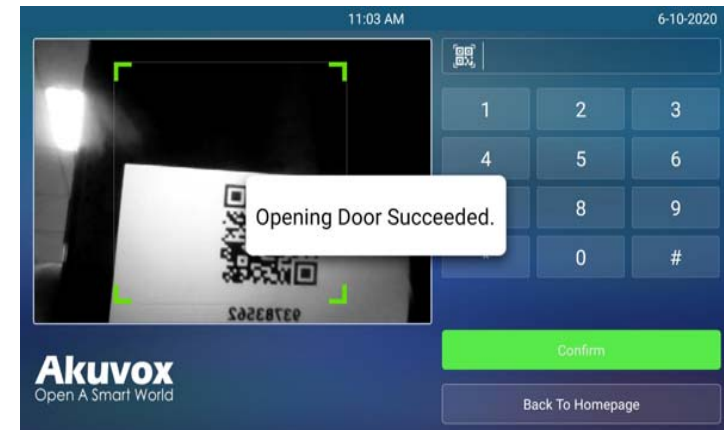 11:03 AM
6-10-2020
1 2 3
4 5 6
Opening Door Succeeded.
8 9
0 #
Confirm
Akuvox
Open A Smart World
Back To Homepage